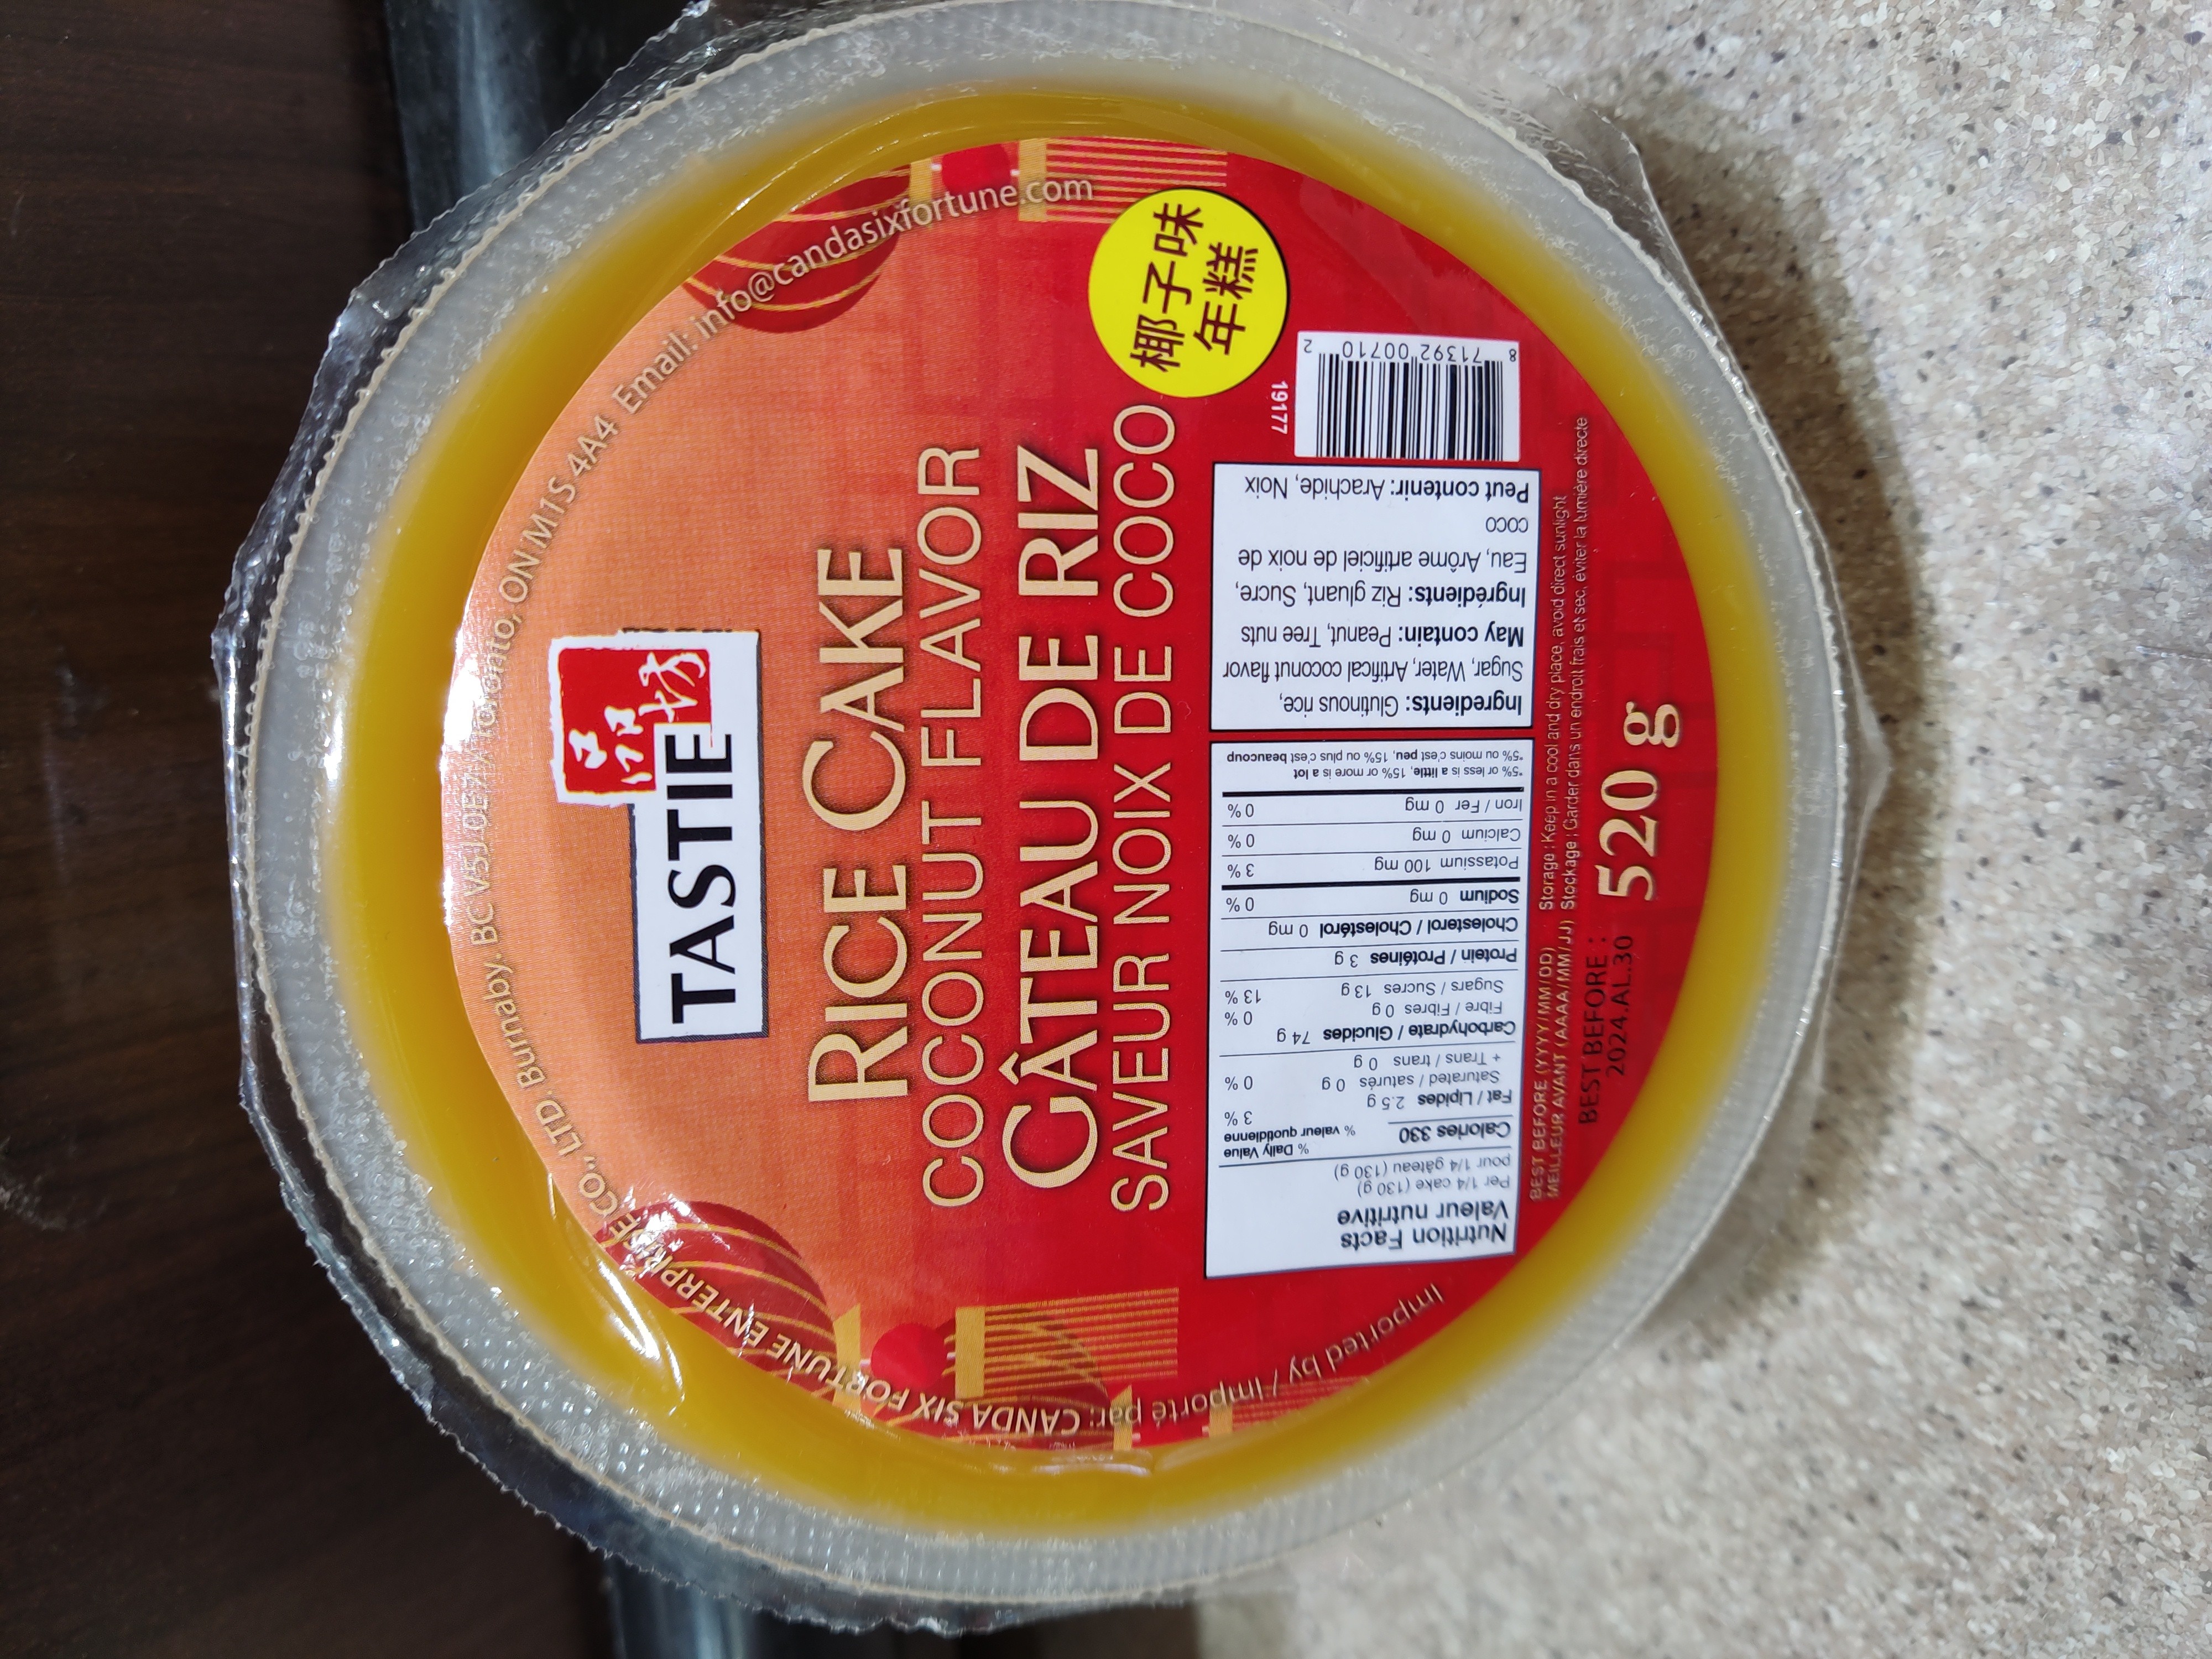 品味坊
TASTIE
RICE CAKE
COCONUT FLAVOR
GÂTEAU DE RIZ
SAVEUR NOIX DE COCO
椰子味
年糕
Nutrition Facts
Valeur nutritive
Per 1/4 cake (130 g)
pour 1/4 gâteau (130 g)
Calories 330
% Daily Value
% valeur quotidienne
Fat / Lipides 2.5 g 3 %
Saturated / saturés 0 g
+ Trans / trans 0 g 0 %
Carbohydrate / Glucides 74 g
Fibre / Fibres 0 g 0 %
Sugars / Sucres 13 g 13 %
Protein / Protéines 3 g
Cholesterol / Cholestérol 0 mg
Sodium 0 mg 0 %
Potassium 100 mg 3 %
Calcium 0 mg 0 %
Iron / Fer 0 mg 0 %
*5% or less is a little, 15% or more is a lot
*5% ou moins c'est peu, 15% ou plus c'est beaucoup
Ingredients: Glutinous rice,
Sugar, Water, Artifical coconut flavor
May contain: Peanut, Tree nuts
Ingrédients: Riz gluant, Sucre,
Eau, Arôme artificiel de noix de
coco
Peut contenir: Arachide, Noix
19177
8 71392 00710 2
BEST BEFORE (YYYY/MM/DD) Storage: Keep in a cool and dry place, avoid direct sunlight
MEILLEUR AVANT (AAAA/MM/JJ) Stockage: Garder dans un endroit frais et sec, éviter la lumière directe
BEST BEFORE:
2024.AL.30
520 g
Imported by / Importé par: CANDA SIX FORTUNE ENTERPRISE CO., LTD. Burnaby. BC V5J 0E7 / Toronto, ON M1S 4A4 Email: info@candasixfortune.com